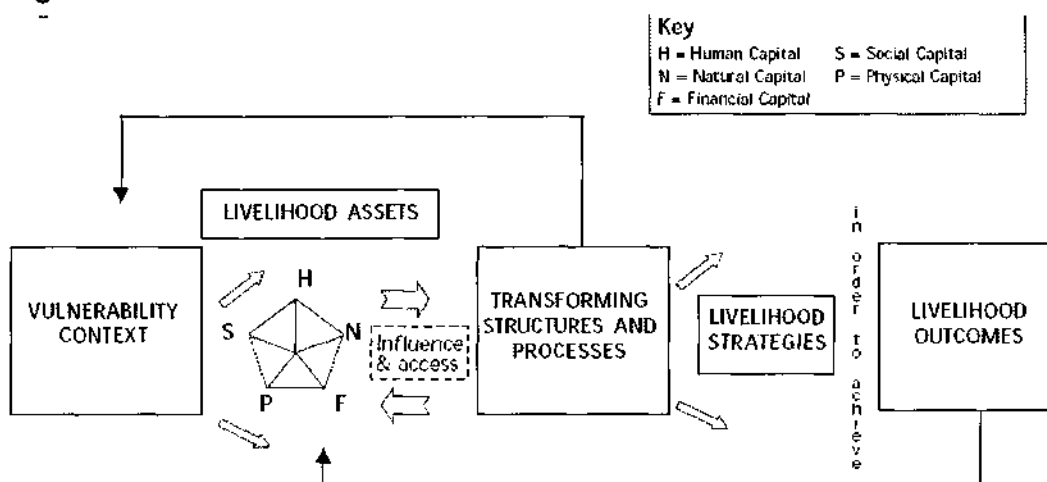 Key
H = Human Capital S = Social Capital
N = Natural Capital P = Physical Capital
F = Financial Capital
LIVELIHOOD ASSETS
VULNERABILITY
CONTEXT
H
S
N
P
F
Influence
& access
TRANSFORMING
STRUCTURES AND
PROCESSES
LIVELIHOOD
STRATEGIES
in order to achieve
LIVELIHOOD
OUTCOMES